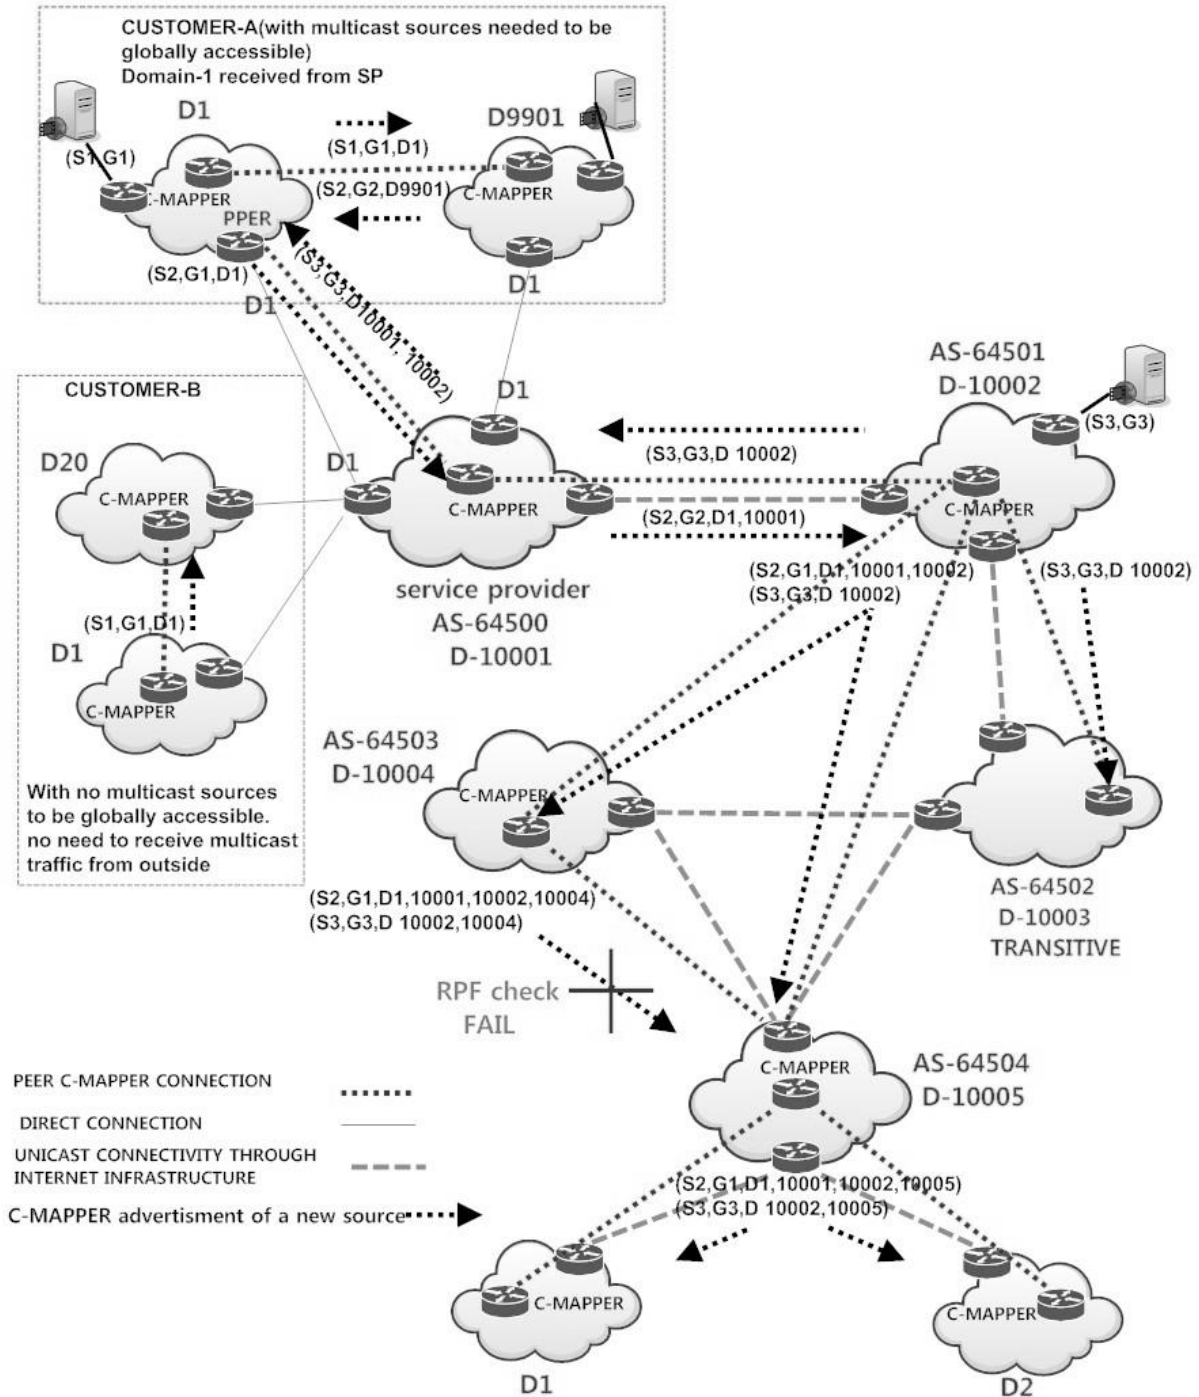 CUSTOMER-A(with multicast sources needed to be
globally accessible)
Domain-1 received from SP
D1
D9901
(S1,G1)
(S1,G1,D1)
C-MAPPER
(S2,G2,D9901)
C-MAPPER
PPER
(S2,G1,D1)
D1
(S3,G3,D10001, 10002)
D1
CUSTOMER-B
D1
AS-64501
D-10002
(S3,G3)
D20
D1
(S3,G3,D 10002)
C-MAPPER
C-MAPPER
C-MAPPER
(S2,G2,D1,10001)
(S2,G1,D1,10001,10002)
(S3,G3,D 10002)
(S3,G3,D 10002)
service provider
AS-64500
D-10001
(S1,G1,D1)
D1
C-MAPPER
AS-64503
D-10004
C-MAPPER
With no multicast sources
to be globally accessible.
no need to receive multicast
traffic from outside
AS-64502
D-10003
TRANSITIVE
(S2,G1,D1,10001,10002,10004)
(S3,G3,D 10002,10004)
RPF check
FAIL
C-MAPPER
AS-64504
D-10005
PEER C-MAPPER CONNECTION
DIRECT CONNECTION
UNICAST CONNECTIVITY THROUGH
INTERNET INFRASTRUCTURE
C-MAPPER advertisment of a new source
(S2,G1,D1,10001,10002,10005)
(S3,G3,D 10002,10005)
C-MAPPER
C-MAPPER
D1
D2